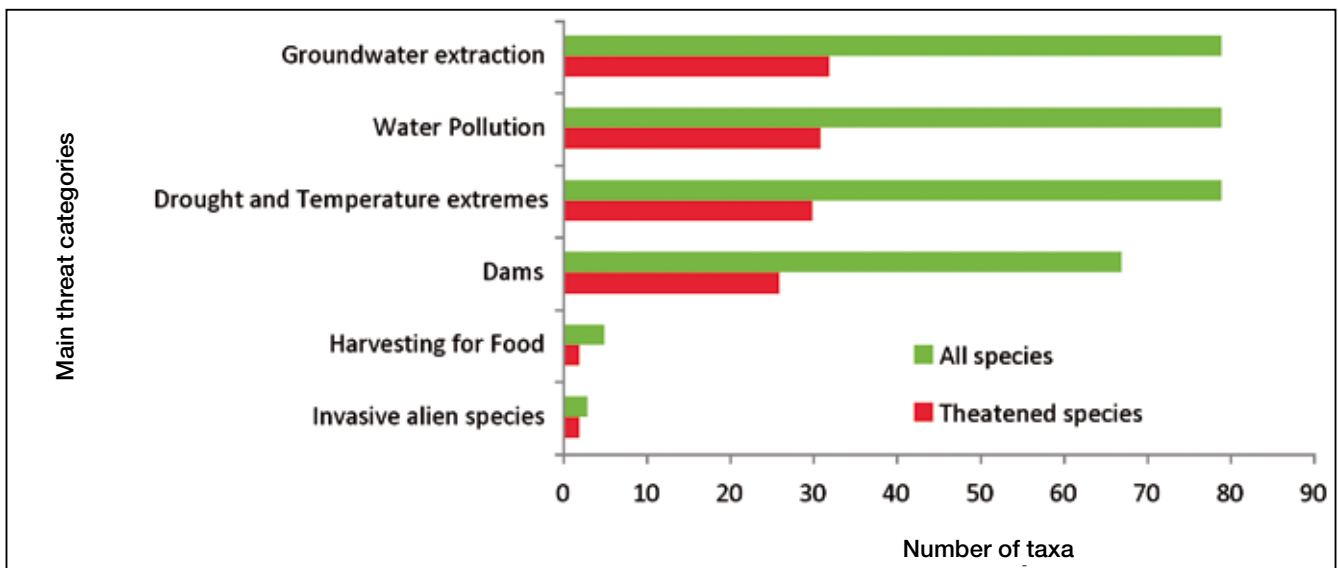 Main threat categories
Groundwater extraction
Water Pollution
Drought and Temperature extremes
Dams
Harvesting for Food
Invasive alien species
All species
Theatened species
0 10 20 30 40 50 60 70 80 90
Number of taxa